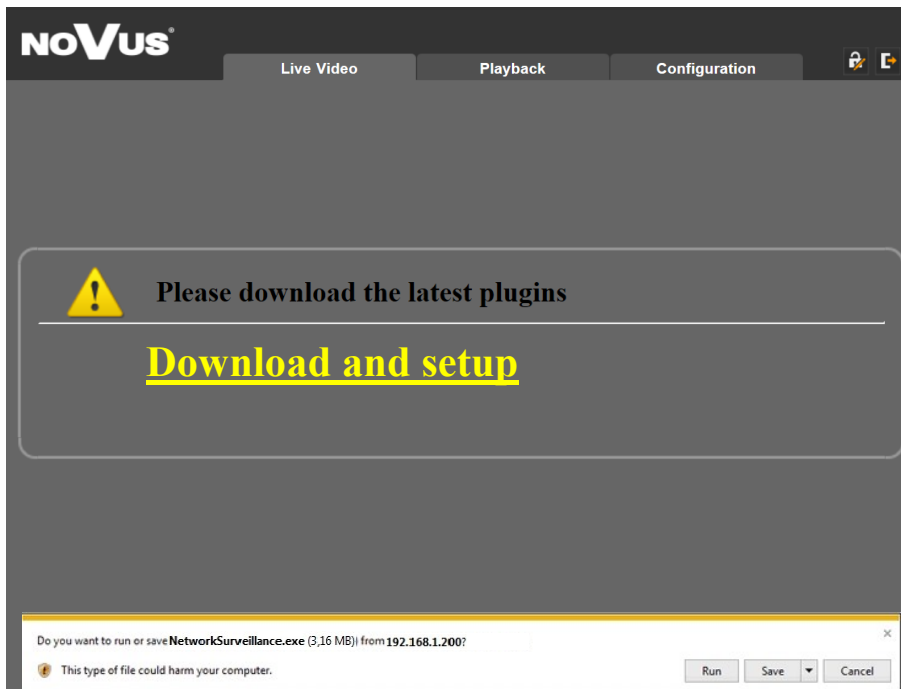 NOVUS®
Live Video Playback Configuration
Please download the latest plugins
Download and setup
Do you want to run or save NetworkSurveillance.exe (3,16 MB)) from 192.168.1.200?
This type of file could harm your computer.
Run Save Cancel